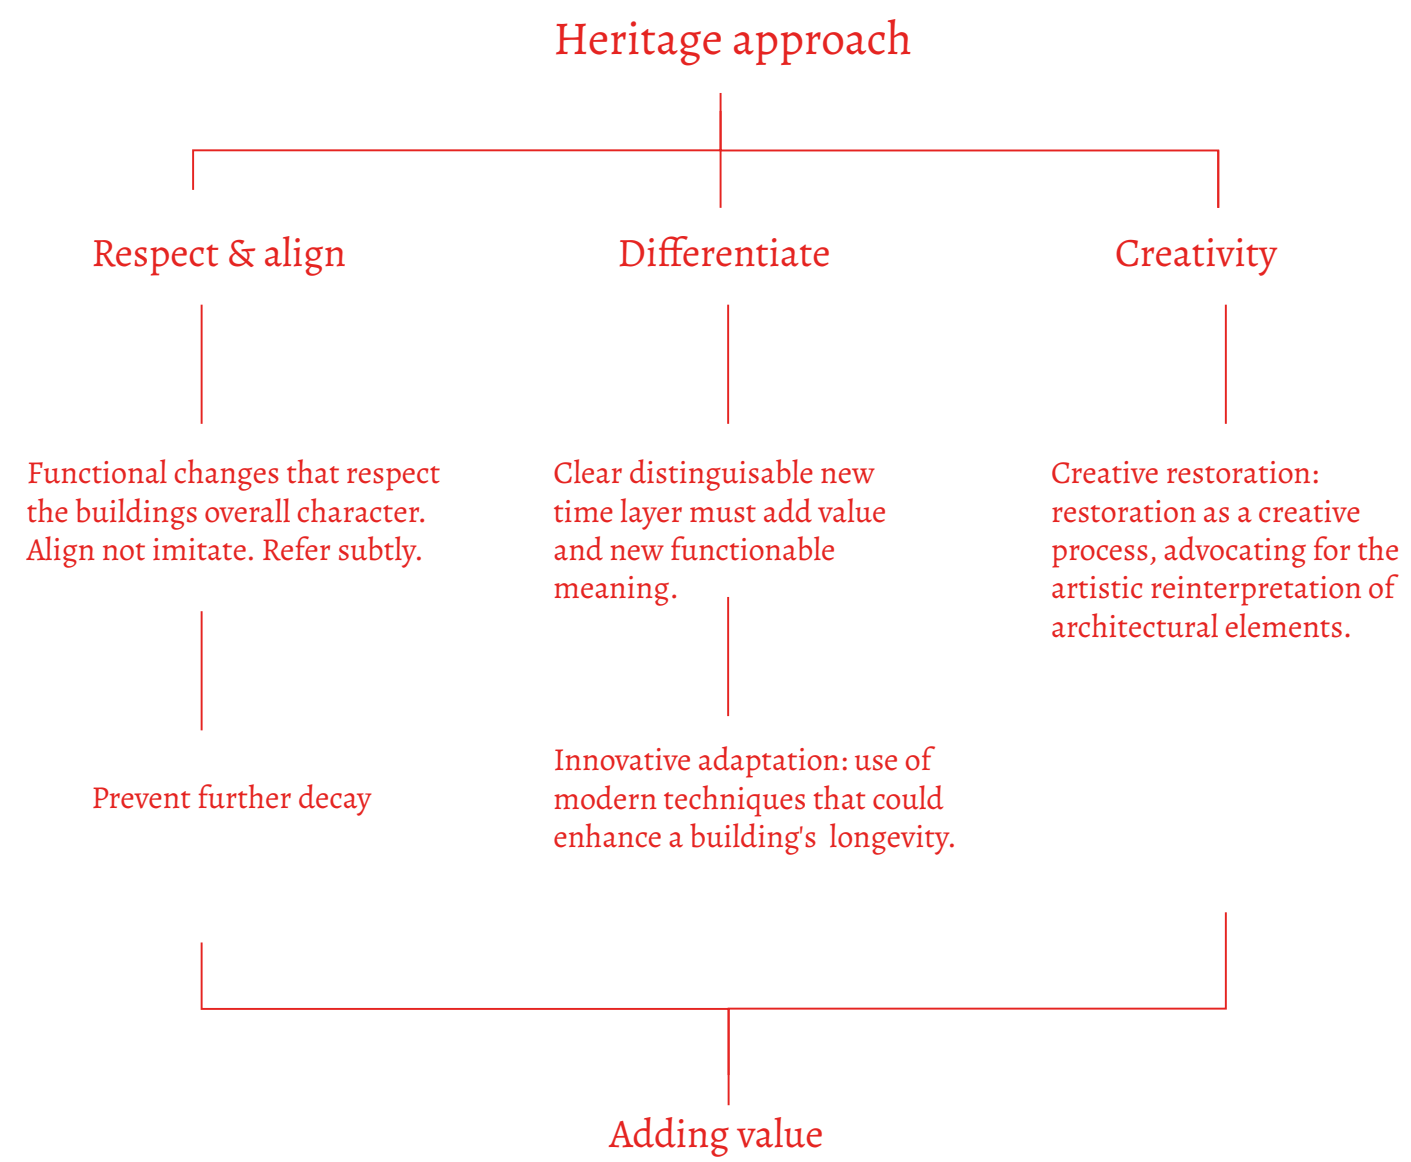 Heritage approach
Respect & align
Differentiate
Creativity
Functional changes that respect
the buildings overall character.
Align not imitate. Refer subtly.
Clear distinguisable new
time layer must add value
and new functionable
meaning.
Creative restoration:
restoration as a creative
process, advocating for the
artistic reinterpretation of
architectural elements.
Prevent further decay
Innovative adaptation: use of
modern techniques that could
enhance a building's  longevity.
Adding value